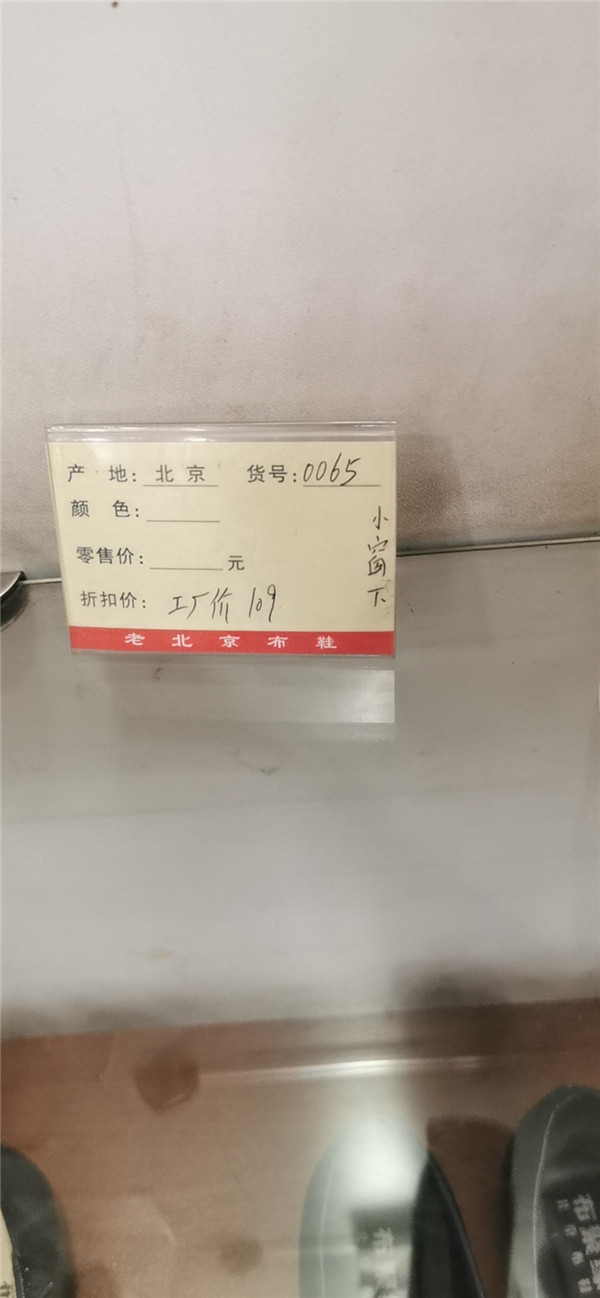 产 地: 北京 货号: 0065
颜 色:
零售价: 元
折扣价: 工厂价 109
小窗下
老北京布鞋